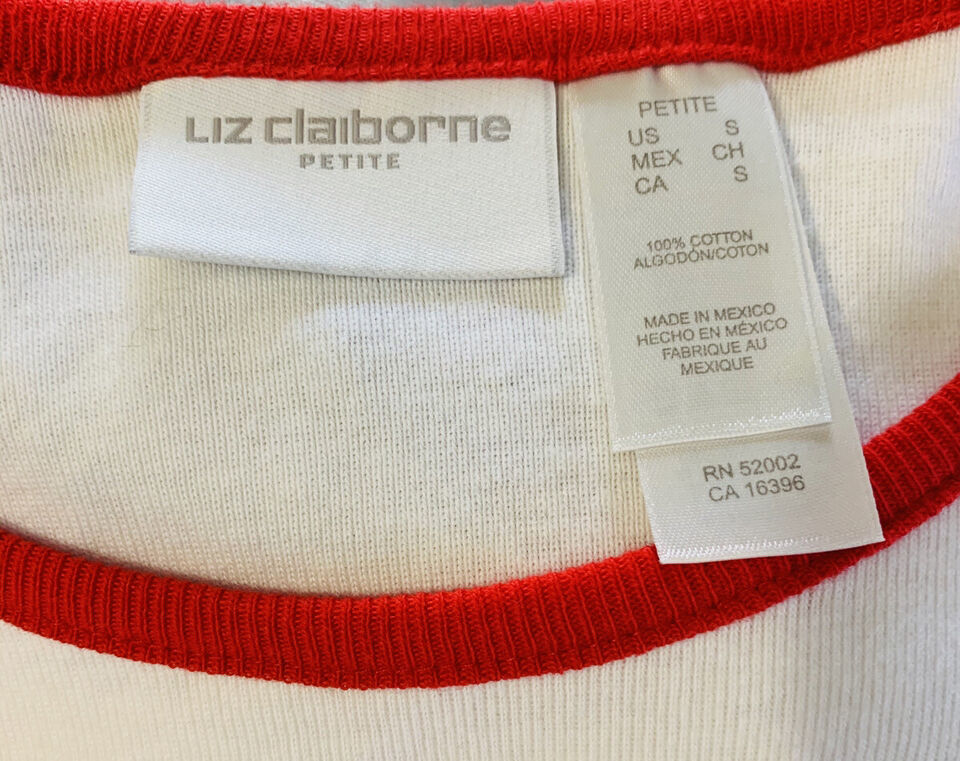 Liz claiborne
PETITE
PETITE
US S
MEX CH
CA S
100% COTTON
ALGODÓN/COTON
MADE IN MEXICO
HECHO EN MÉXICO
FABRIQUE AU
MEXIQUE
RN 52002
CA 16396